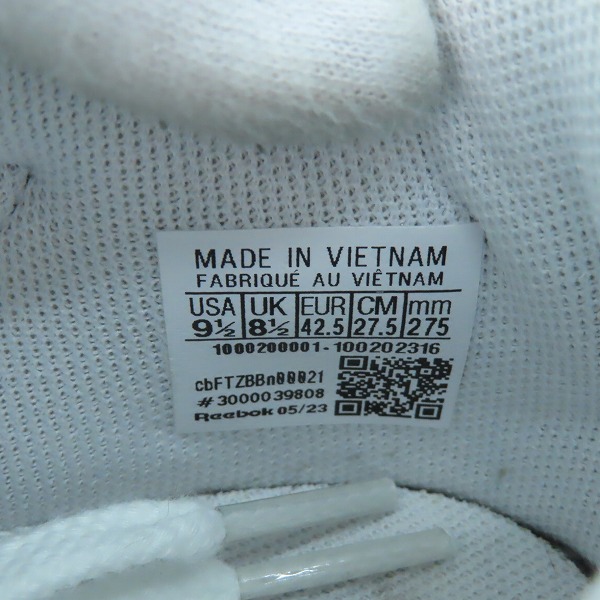 MADE IN VIETNAM
FABRIQUÉ AU VIÊTNAM
USA UK EUR CM mm
9½ 8½ 42.5 27.5 275
1000200001-100202316
cbFTZBBn00021
#3000039808
Reebok 05/23